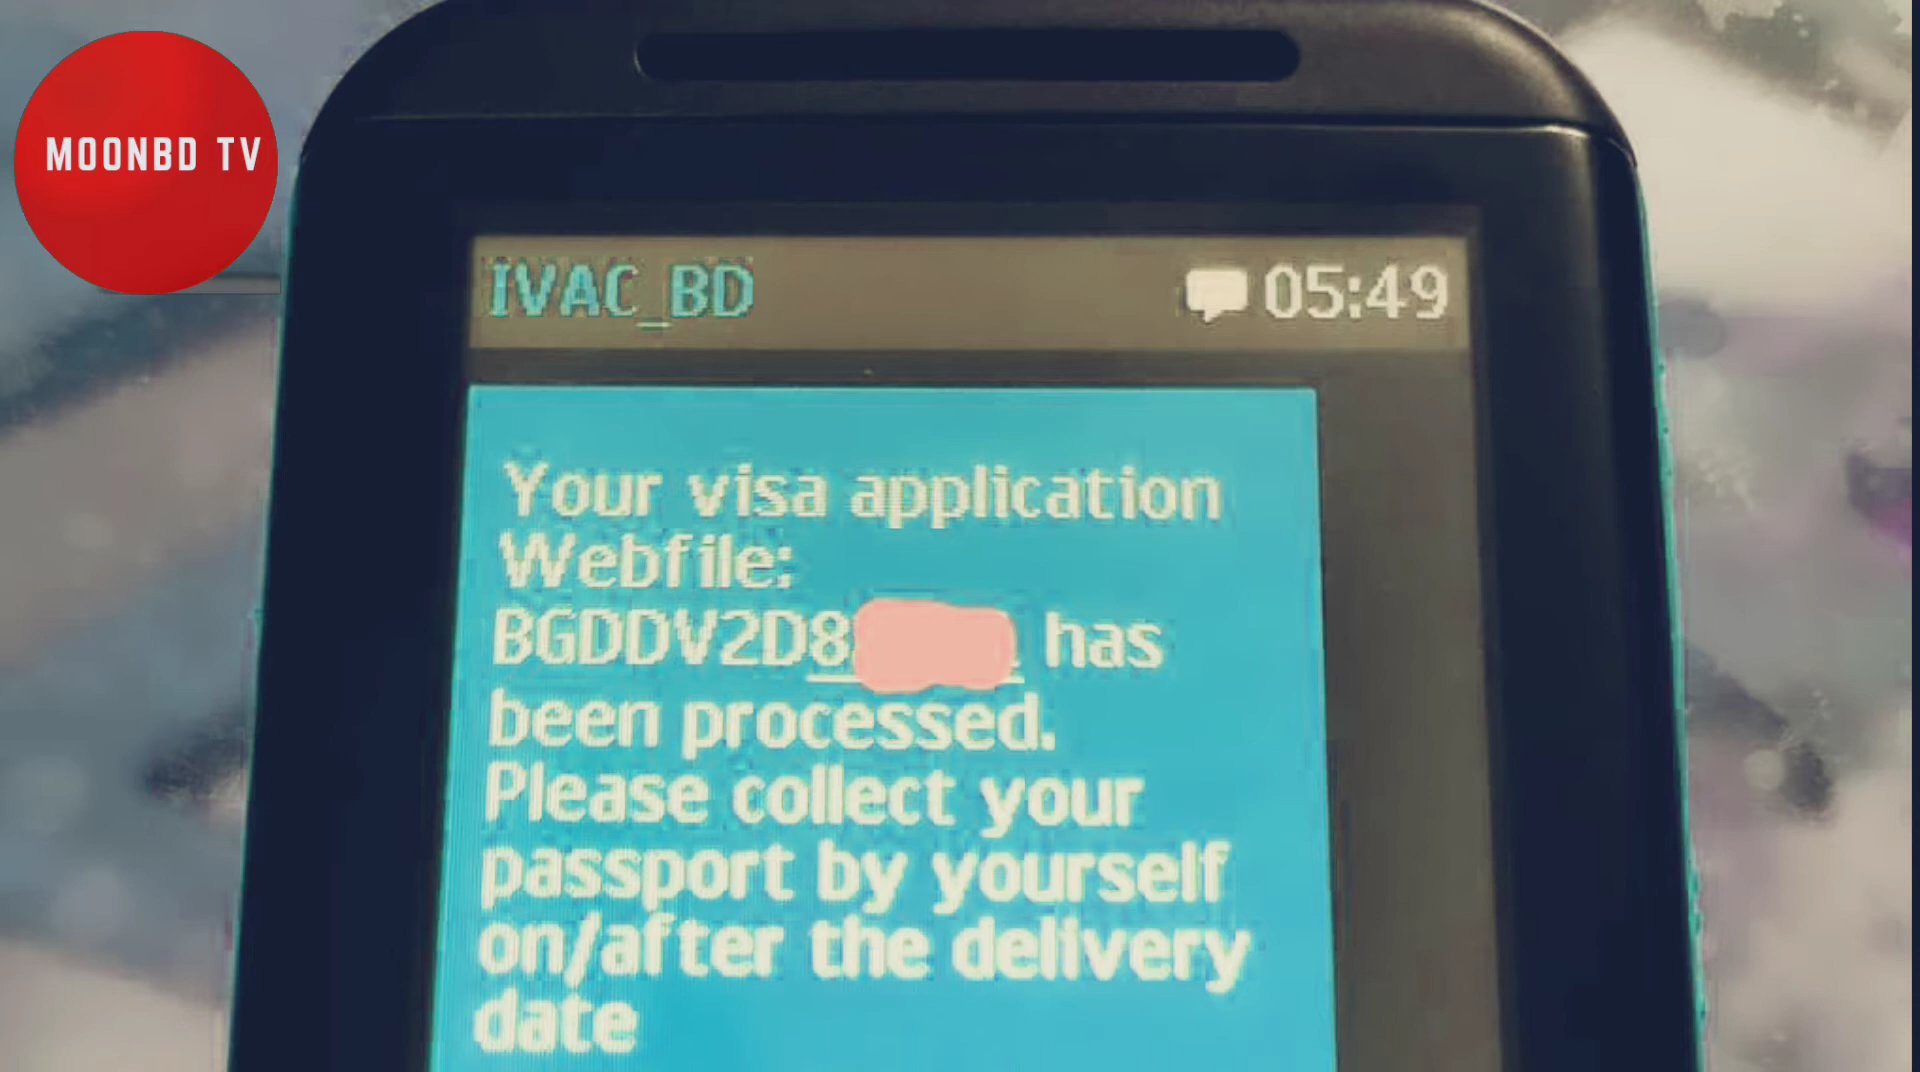 MOONBD TV
IVAC_BD 05:49
Your visa application
Webfile:
BGDDV2D8 has
been processed.
Please collect your
passport by yourself
on/after the delivery
date